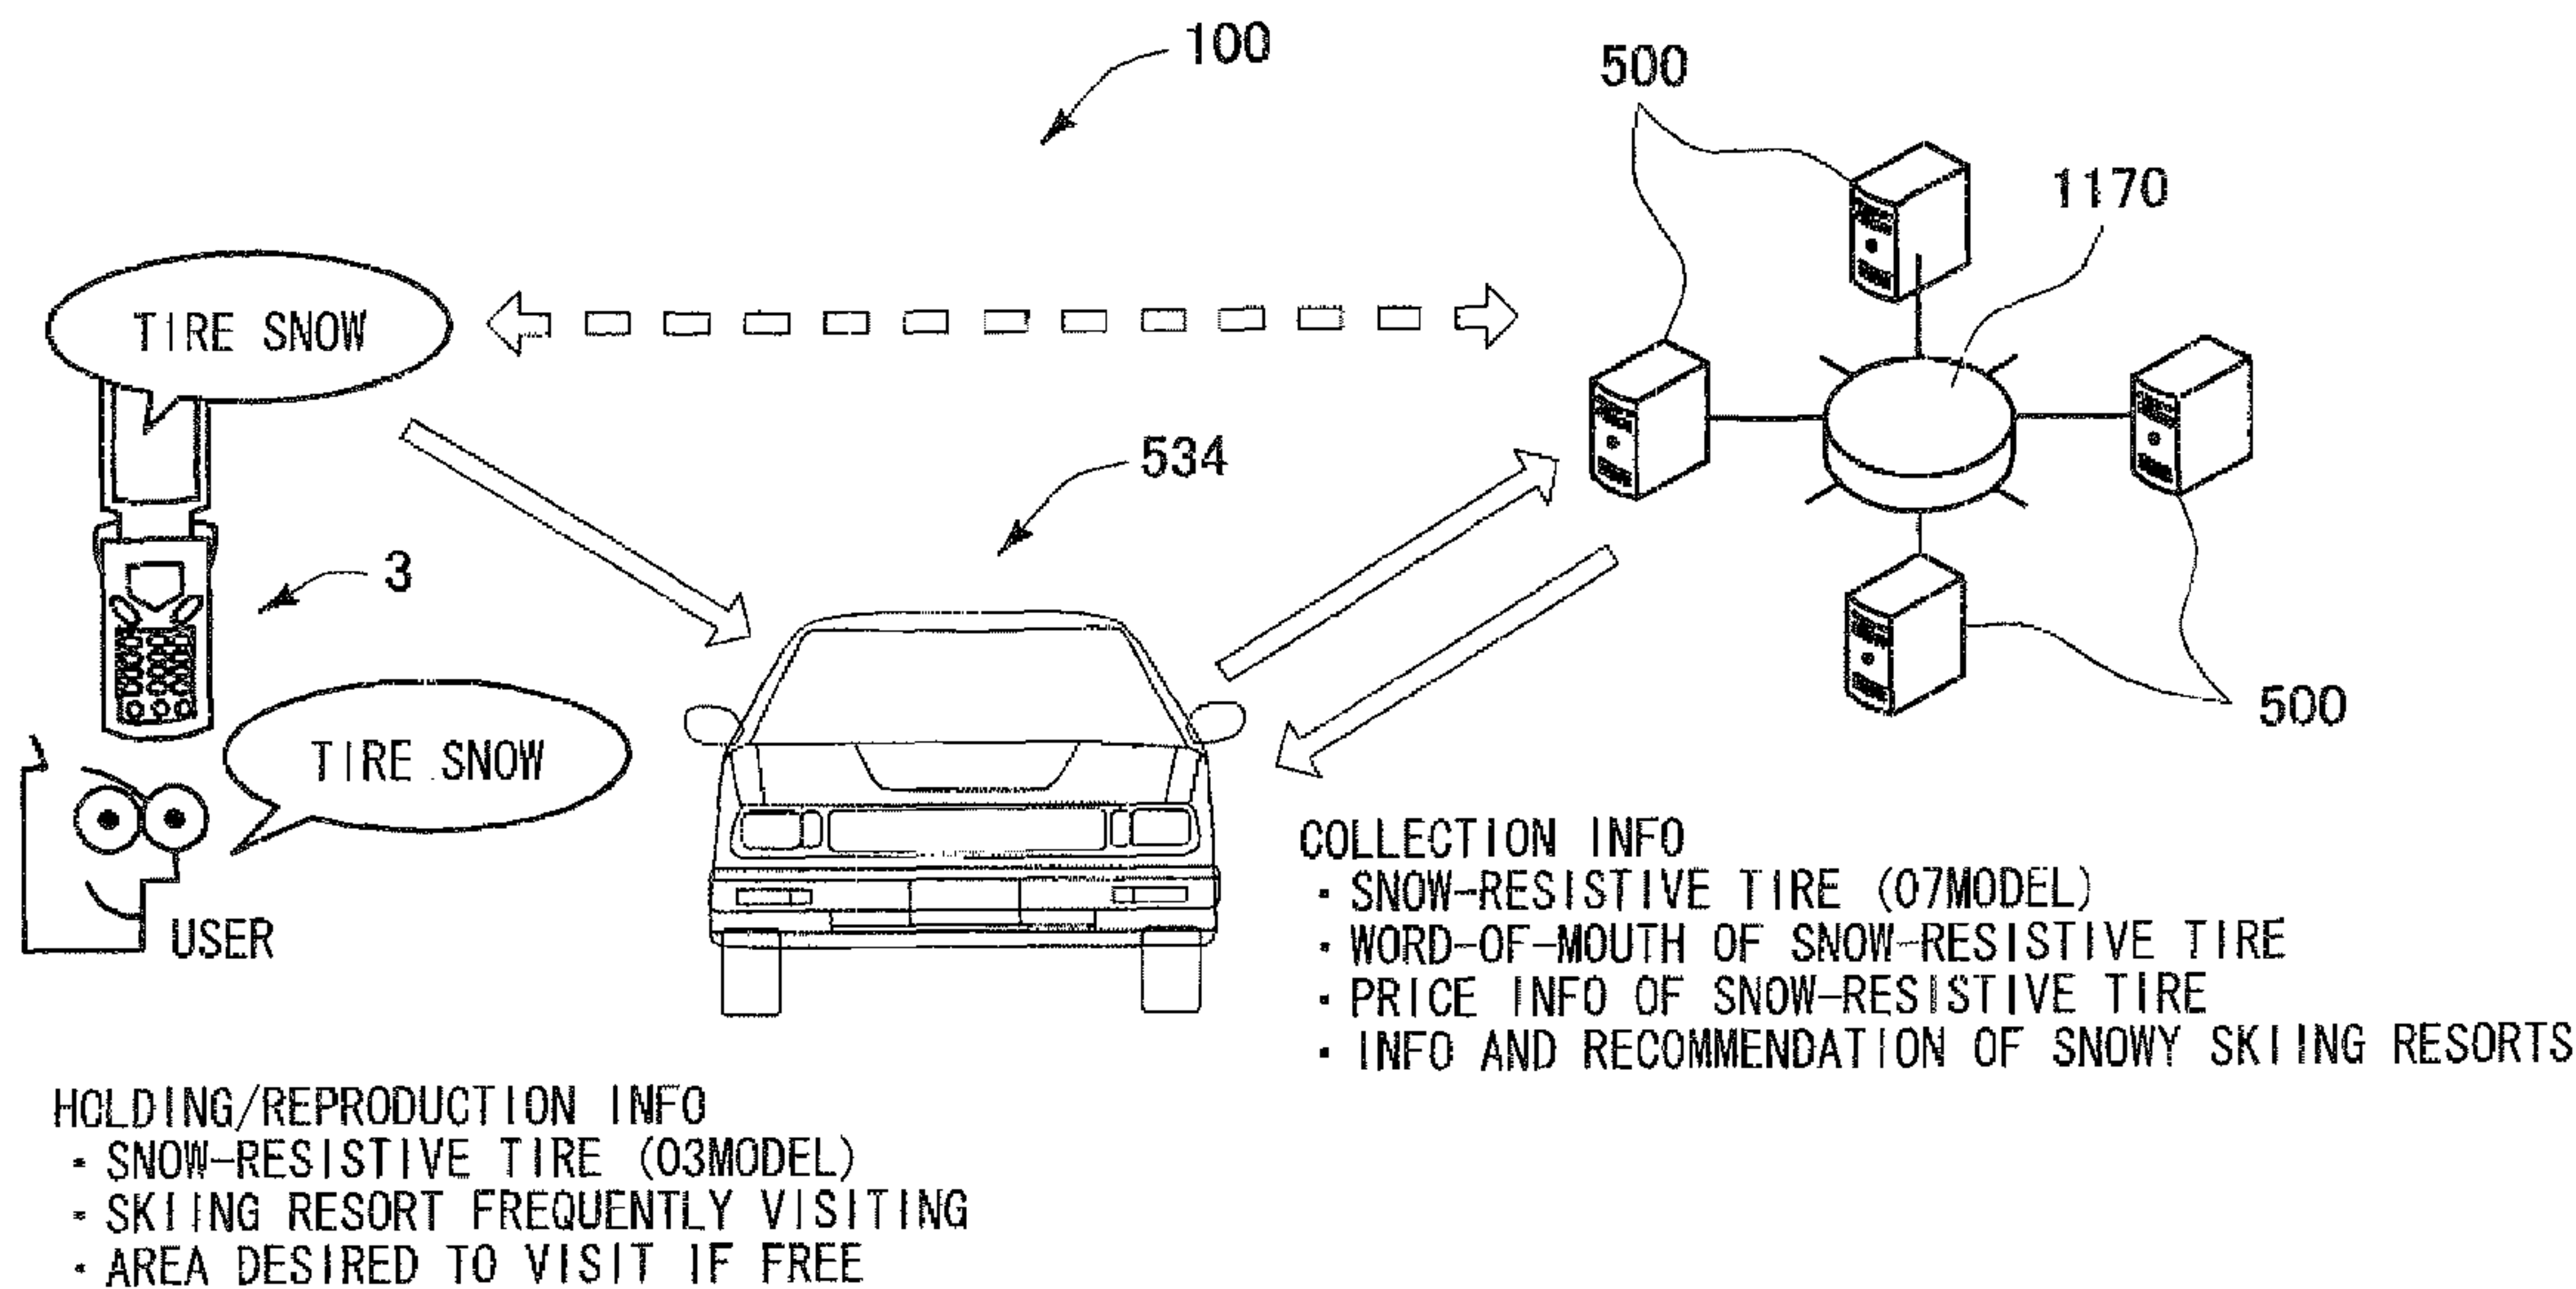 100
500
1170
TIRE SNOW
534
3
500
TIRE SNOW
USER
COLLECTION INFO
・SNOW-RESISTIVE TIRE (07MODEL)
・WORD-OF-MOUTH OF SNOW-RESISTIVE TIRE
・PRICE INFO OF SNOW-RESISTIVE TIRE
・INFO AND RECOMMENDATION OF SNOWY SKIING RESORTS
HOLDING/REPRODUCTION INFO
・SNOW-RESISTIVE TIRE (03MODEL)
・SKIING RESORT FREQUENTLY VISITING
・AREA DESIRED TO VISIT IF FREE